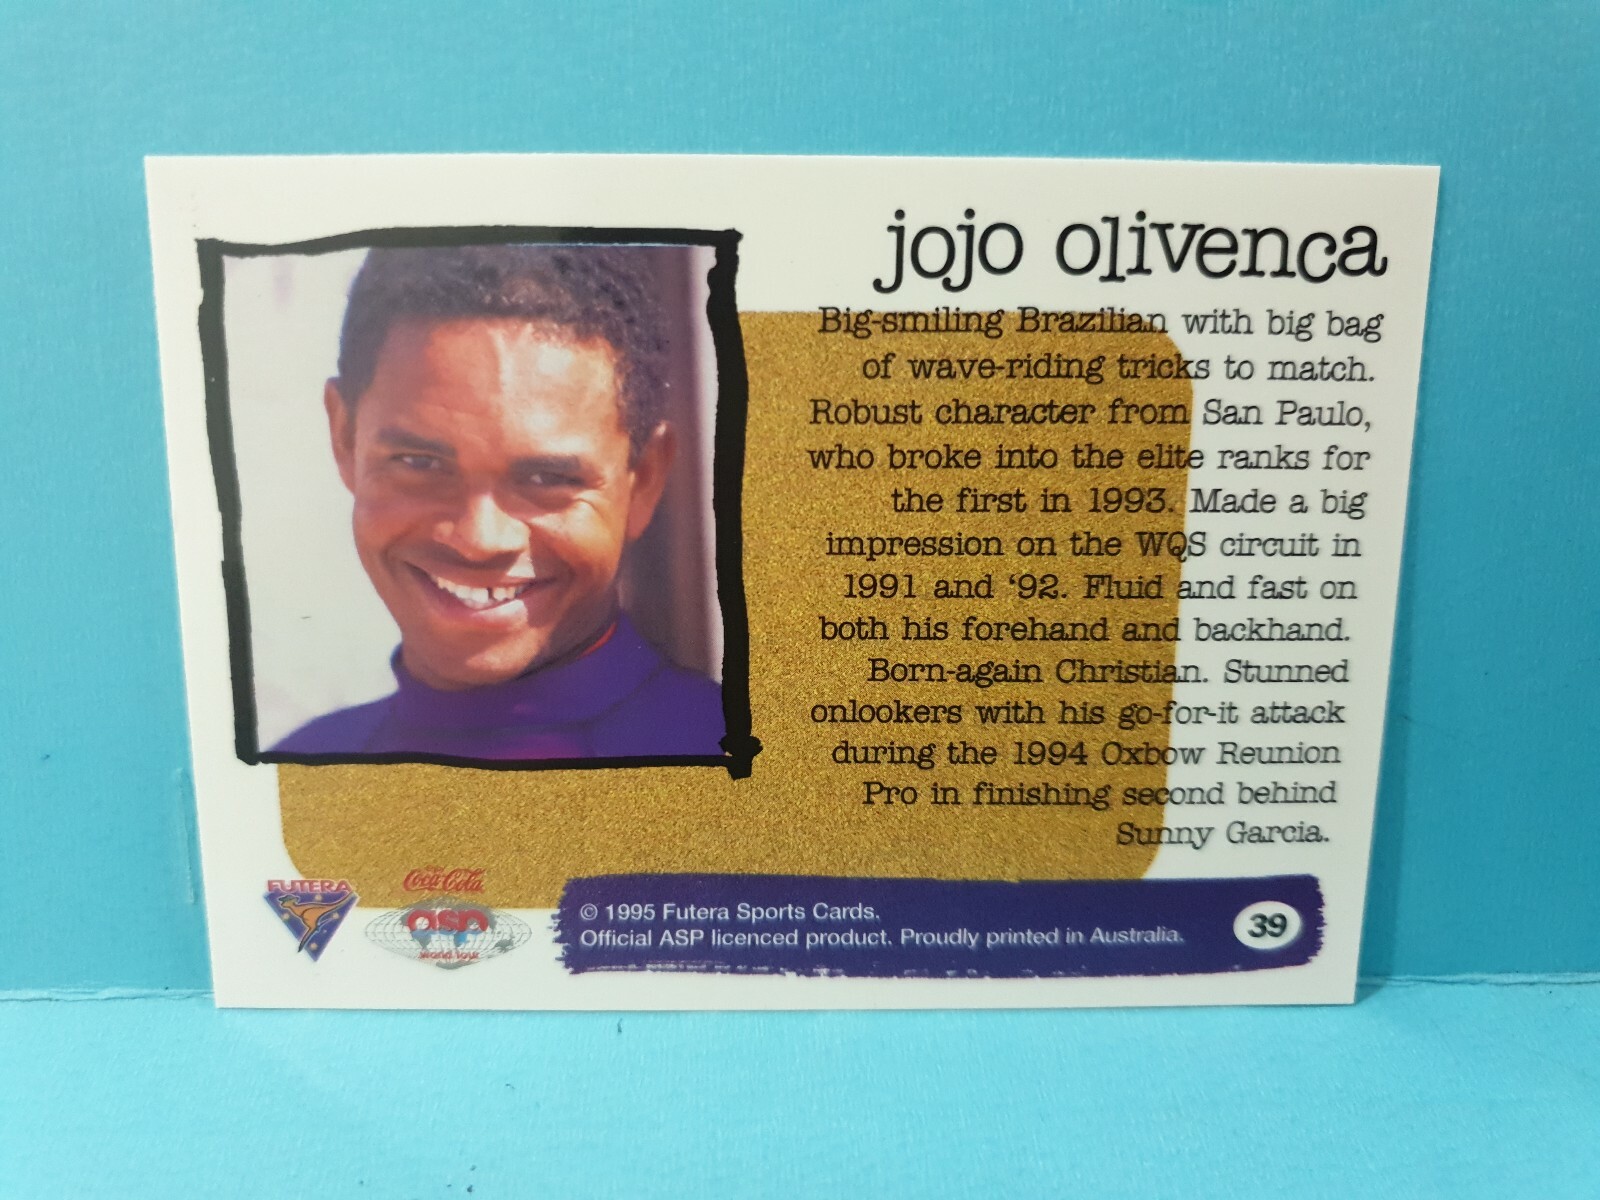 jojo olivenca
Big-smiling Brazilian with big bag
of wave-riding tricks to match.
Robust character from San Paulo,
who broke into the elite ranks for
the first in 1993. Made a big
impression on the WQS circuit in
1991 and ‘92. Fluid and fast on
both his forehand and backhand.
Born-again Christian. Stunned
onlookers with his go-for-it attack
during the 1994 Oxbow Reunion
Pro in finishing second behind
Sunny Garcia.
FUTERA
Coca-Cola
asp
world tour
© 1995 Futera Sports Cards.
Official ASP licenced product. Proudly printed in Australia.
39